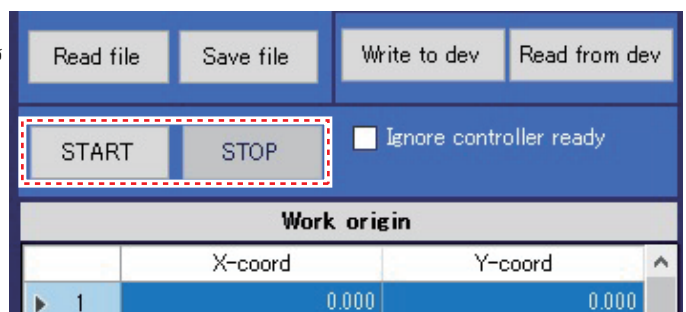 Read file Save file Write to dev Read from dev
START STOP Ignore controller ready
Work origin
X-coord Y-coord
1 0.000 0.000